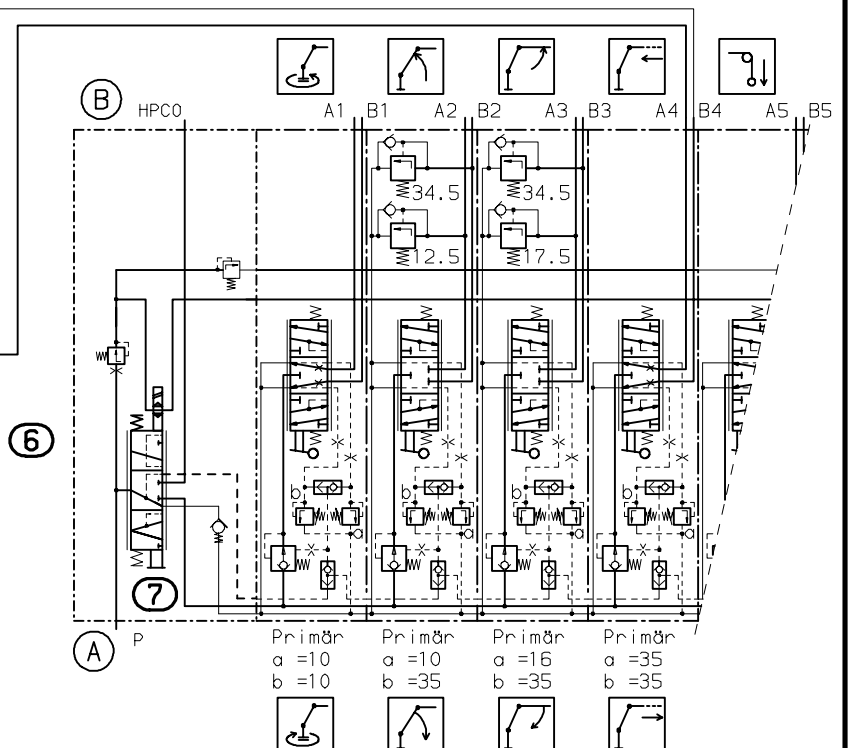 B
HPCO A1 B1 A2 B2 A3 B3 A4 B4 A5 B5
34.5 34.5
12.5 17.5
6
b b b b
a a a a
7
A P
Primär Primär Primär Primär
a =10 a =10 a =16 a =35
b =10 b =35 b =35 b =35